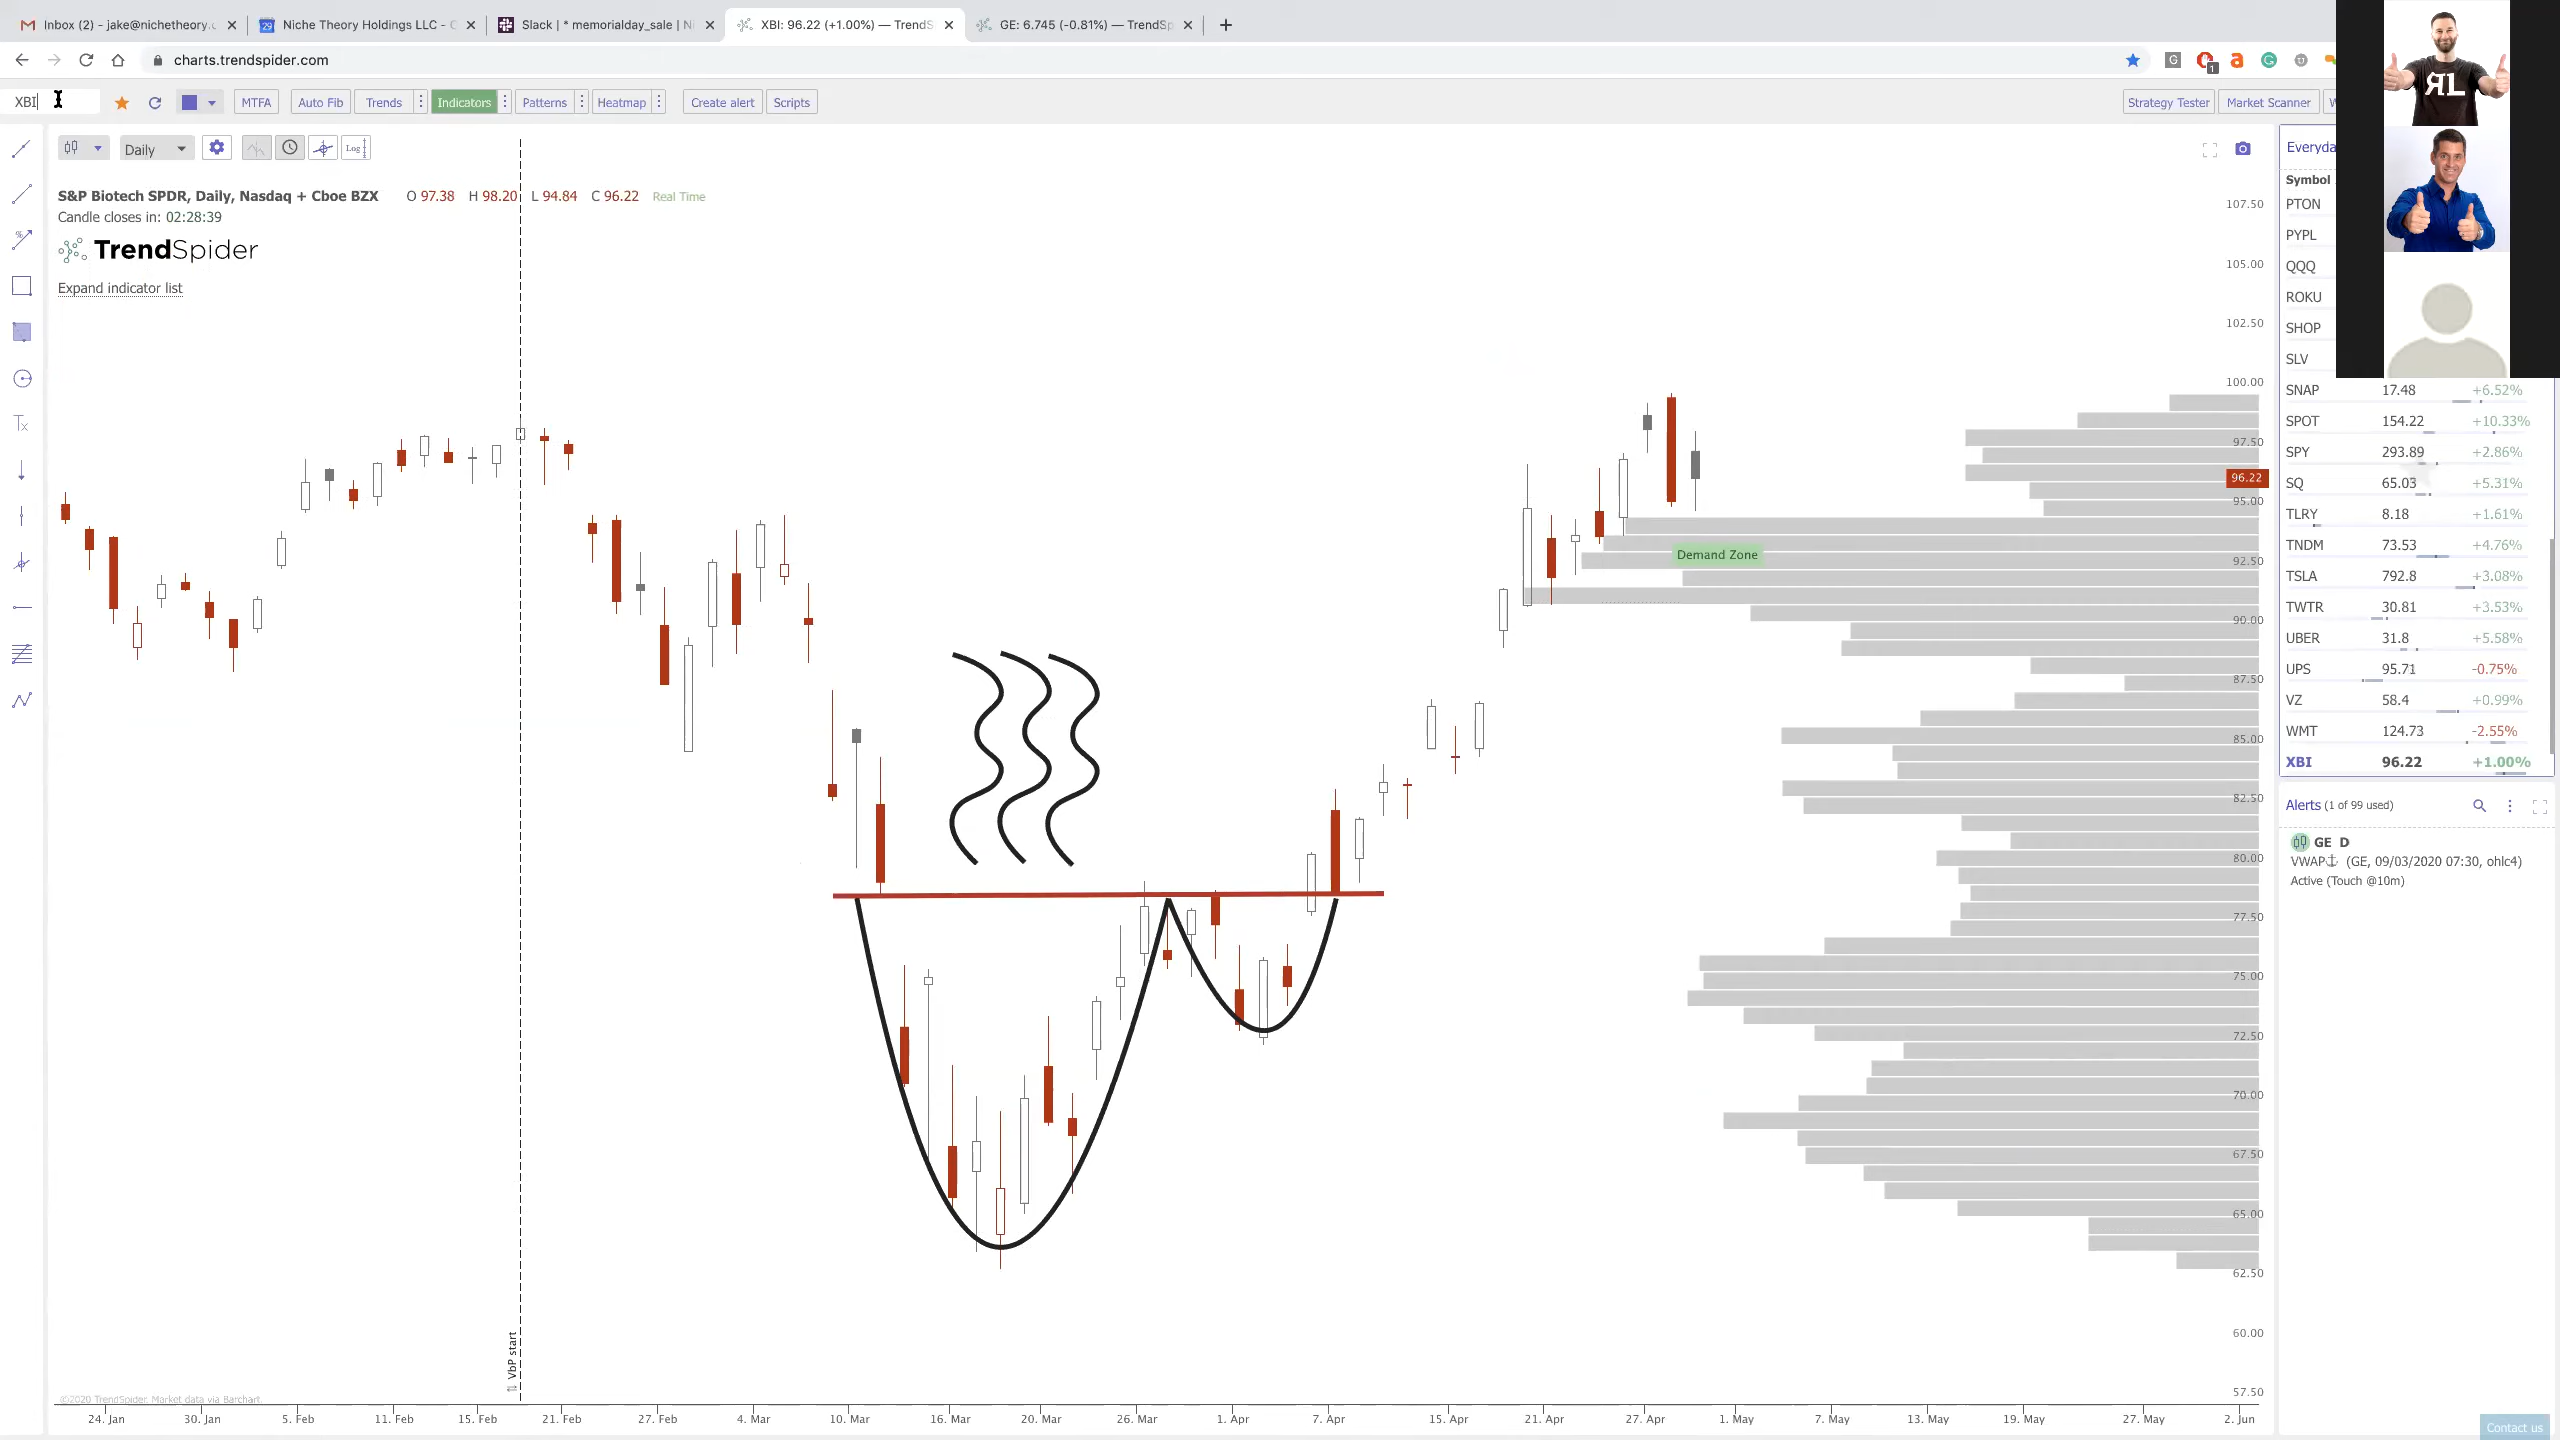 Inbox (2) - jake@nichetheory.c
Niche Theory Holdings LLC - C
Slack | * memorialday_sale | Ni
XBI: 96.22 (+1.00%) — TrendS
GE: 6.745 (-0.81%) — TrendSp
charts.trendspider.com
XBI
MTFA
Auto Fib
Trends
Indicators
Patterns
Heatmap
Create alert
Scripts
Strategy Tester
Market Scanner
ЯL
Daily
Log
S&P Biotech SPDR, Daily, Nasdaq + Cboe BZX O 97.38 H 98.20 L 94.84 C 96.22 Real Time
Candle closes in: 02:28:39
TrendSpider
Expand indicator list
Demand Zone
VbP start
107.50
105.00
102.50
100.00
97.50
96.22
95.00
92.50
90.00
87.50
85.00
82.50
80.00
77.50
75.00
72.50
70.00
67.50
65.00
62.50
60.00
57.50
©2020 TrendSpider. Market data via Barchart.
24. Jan
30. Jan
5. Feb
11. Feb
15. Feb
21. Feb
27. Feb
4. Mar
10. Mar
16. Mar
20. Mar
26. Mar
1. Apr
7. Apr
15. Apr
21. Apr
27. Apr
1. May
7. May
13. May
19. May
27. May
2. Jun
Everyda
Symbol
PTON
PYPL
QQQ
ROKU
SHOP
SLV
SNAP 17.48 +6.52%
SPOT 154.22 +10.33%
SPY 293.89 +2.86%
SQ 65.03 +5.31%
TLRY 8.18 +1.61%
TNDM 73.53 +4.76%
TSLA 792.8 +3.08%
TWTR 30.81 +3.53%
UBER 31.8 +5.58%
UPS 95.71 -0.75%
VZ 58.4 +0.99%
WMT 124.73 -2.55%
XBI 96.22 +1.00%
Alerts (1 of 99 used)
GE D
VWAP (GE, 09/03/2020 07:30, ohlc4)
Active (Touch @10m)
Contact us